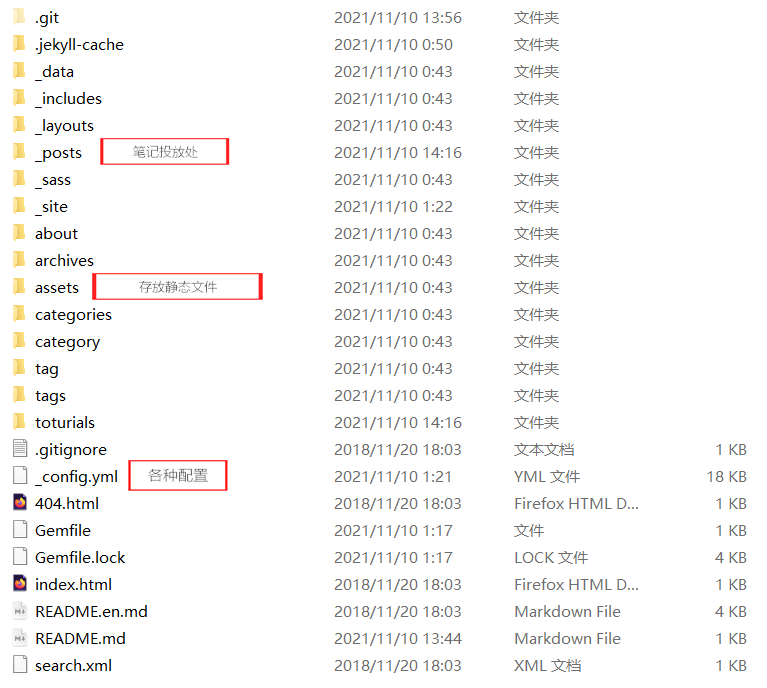 .git 2021/11/10 13:56 文件夹
.jekyll-cache 2021/11/10 0:50 文件夹
_data 2021/11/10 0:43 文件夹
_includes 2021/11/10 0:43 文件夹
_layouts 2021/11/10 0:43 文件夹
_posts 笔记投放处 2021/11/10 14:16 文件夹
_sass 2021/11/10 0:43 文件夹
_site 2021/11/10 1:22 文件夹
about 2021/11/10 0:43 文件夹
archives 2021/11/10 0:43 文件夹
assets 存放静态文件 2021/11/10 0:43 文件夹
categories 2021/11/10 0:43 文件夹
category 2021/11/10 0:43 文件夹
tag 2021/11/10 0:43 文件夹
tags 2021/11/10 0:43 文件夹
toturials 2021/11/10 14:16 文件夹
.gitignore 2018/11/20 18:03 文本文档 1 KB
_config.yml 各种配置 2021/11/10 1:21 YML 文件 18 KB
404.html 2018/11/20 18:03 Firefox HTML D... 1 KB
Gemfile 2021/11/10 1:17 文件 1 KB
Gemfile.lock 2021/11/10 1:17 LOCK 文件 4 KB
index.html 2018/11/20 18:03 Firefox HTML D... 1 KB
README.en.md 2018/11/20 18:03 Markdown File 4 KB
README.md 2021/11/10 13:44 Markdown File 1 KB
search.xml 2018/11/20 18:03 XML 文档 1 KB